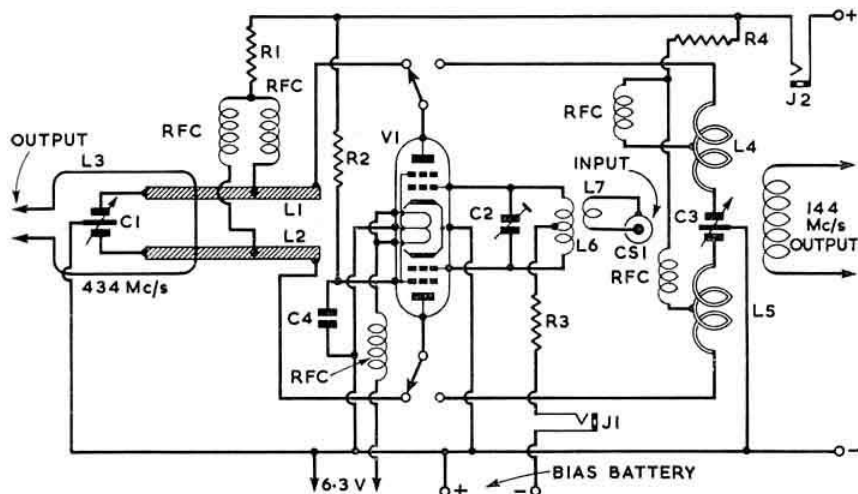 R1
RFC
RFC
OUTPUT
L3
C1
L1
L2
434 Mc/s
R2
V1
C4
RFC
6·3 V
+
BIAS BATTERY
−
C2
L6
L7
INPUT
CS1
R3
J1
R4
+
J2
RFC
L4
C3
RFC
L5
144
Mc/s
OUTPUT
−